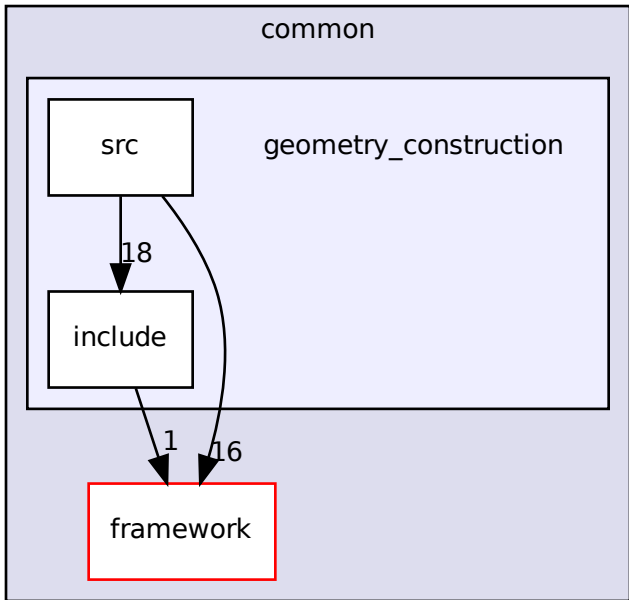 common
src
geometry_construction
18
include
1
16
framework